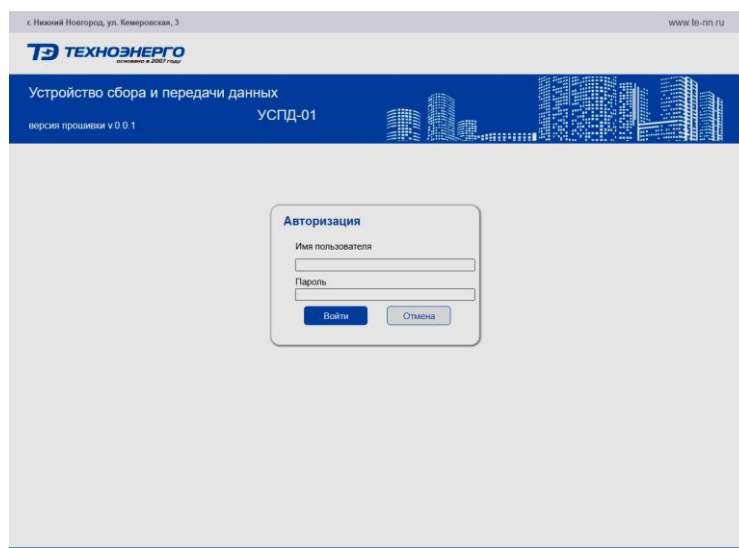 г. Нижний Новгород, ул. Кемеровская, 3
www.te-nn.ru
ТЭ ТЕХНОЭНЕРГО
основано в 2007 году
Устройство сбора и передачи данных
УСПД-01
версия прошивки v.0.0.1
Авторизация
Имя пользователя
Пароль
Войти
Отмена